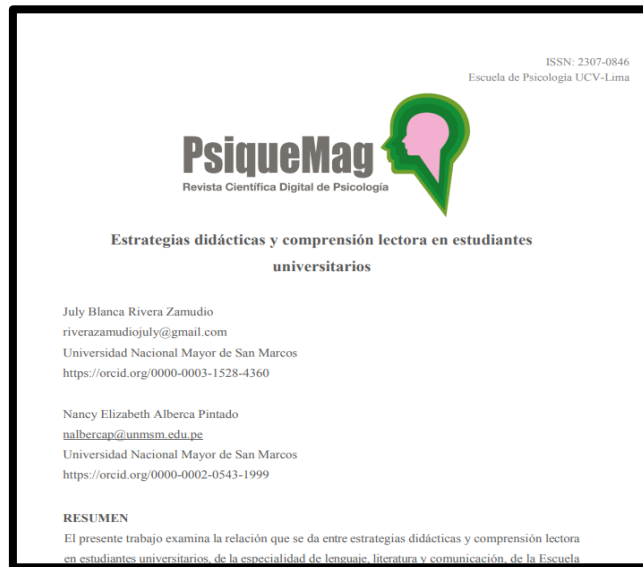 ISSN: 2307-0846
Escuela de Psicología UCV-Lima
PsiqueMag
Revista Científica Digital de Psicología
Estrategias didácticas y comprensión lectora en estudiantes
universitarios
July Blanca Rivera Zamudio
riverazamudiojuly@gmail.com
Universidad Nacional Mayor de San Marcos
https://orcid.org/0000-0003-1528-4360
Nancy Elizabeth Alberca Pintado
nalbercap@unmsm.edu.pe
Universidad Nacional Mayor de San Marcos
https://orcid.org/0000-0002-0543-1999
RESUMEN
El presente trabajo examina la relación que se da entre estrategias didácticas y comprensión lectora
en estudiantes universitarios, de la especialidad de lenguaje, literatura y comunicación, de la Escuela